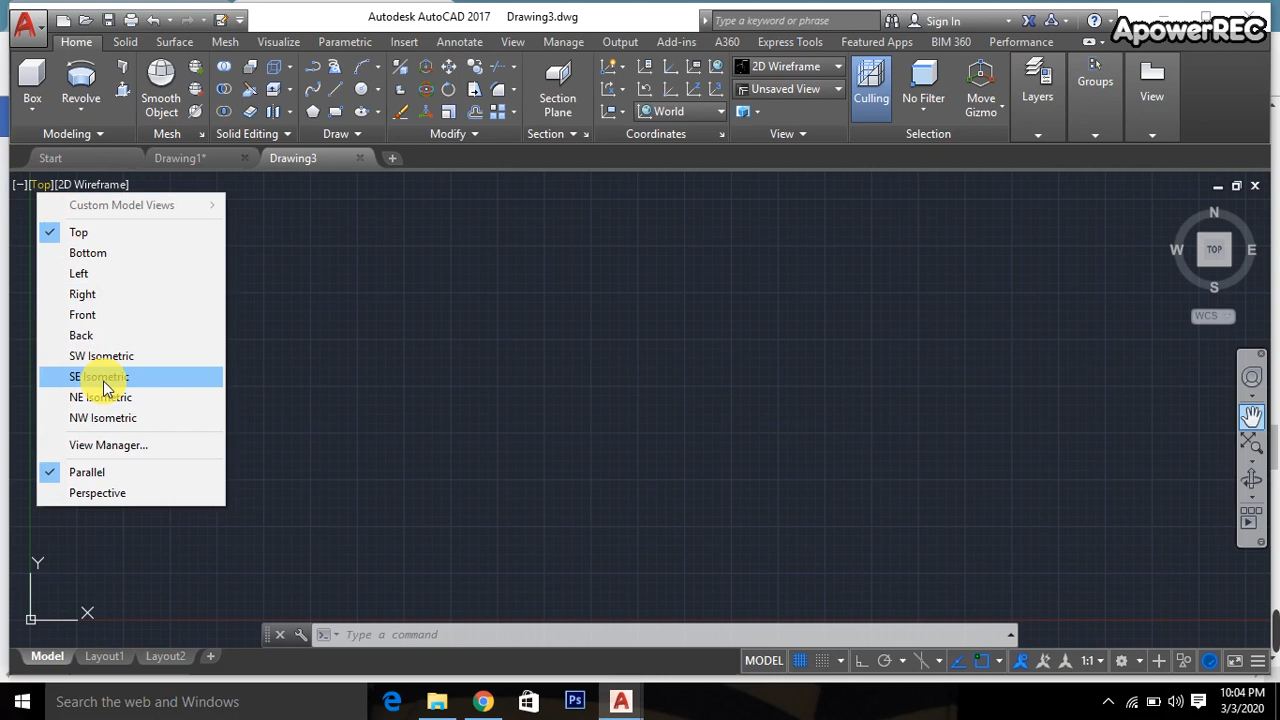 Autodesk AutoCAD 2017 Drawing3.dwg
Type a keyword or phrase
Sign In
ApowerREC
Home Solid Surface Mesh Visualize Parametric Insert Annotate View Manage Output Add-ins A360 Express Tools Featured Apps BIM 360 Performance
2D Wireframe
Unsaved View
World
Box
Revolve
Smooth
Object
Section
Plane
Culling
No Filter
Move
Gizmo
Layers
Groups
View
Modeling Mesh Solid Editing Draw Modify Section Coordinates View Selection
Start Drawing1* Drawing3
[−][Top][2D Wireframe]
Custom Model Views
Top
Bottom
Left
Right
Front
Back
SW Isometric
SE Isometric
NE Isometric
NW Isometric
View Manager...
Parallel
Perspective
N
W TOP E
S
WCS
Y
X
Type a command
Model Layout1 Layout2
MODEL 1:1
Search the web and Windows
Ps
10:04 PM
3/3/2020